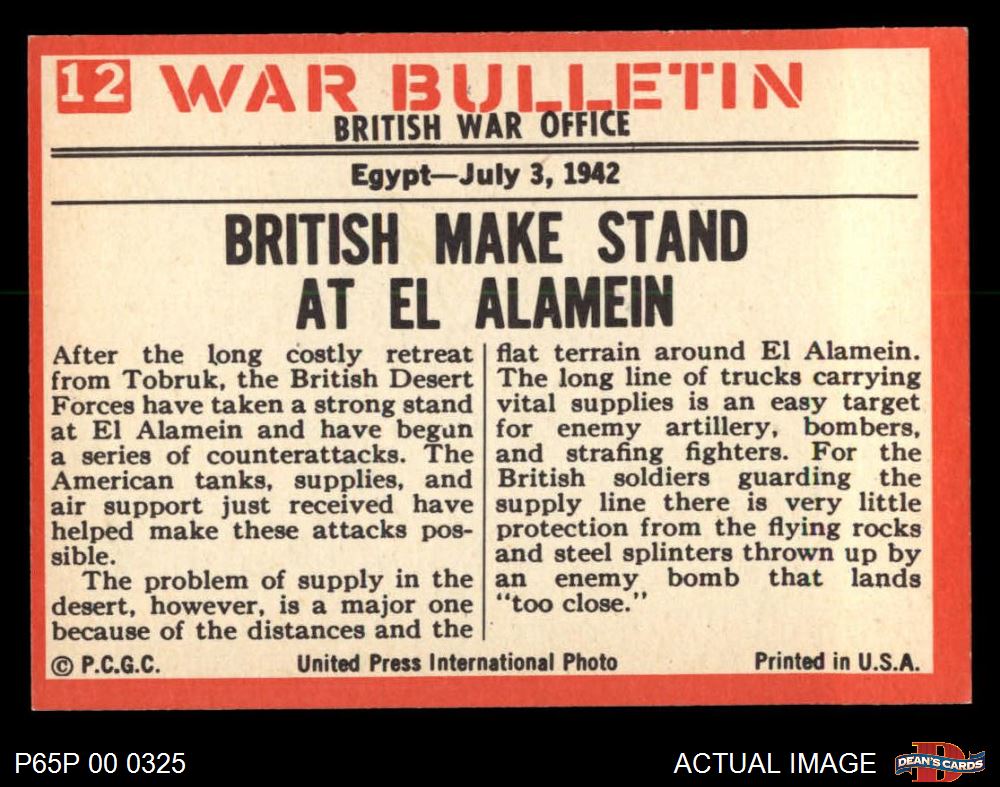 12 WAR BULLETIN
BRITISH WAR OFFICE
Egypt—July 3, 1942
BRITISH MAKE STAND
AT EL ALAMEIN
After the long costly retreat
from Tobruk, the British Desert
Forces have taken a strong stand
at El Alamein and have begun
a series of counterattacks. The
American tanks, supplies, and
air support just received have
helped make these attacks pos-
sible.
The problem of supply in the
desert, however, is a major one
because of the distances and the
flat terrain around El Alamein.
The long line of trucks carrying
vital supplies is an easy target
for enemy artillery, bombers,
and strafing fighters. For the
British soldiers guarding the
supply line there is very little
protection from the flying rocks
and steel splinters thrown up by
an enemy bomb that lands
“too close.”
© P.C.G.C. United Press International Photo Printed in U.S.A.
P65P 00 0325 ACTUAL IMAGE D DEAN'S CARDS